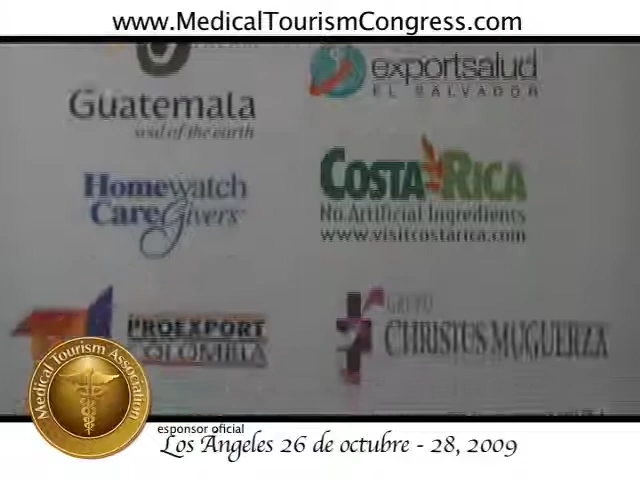 www.MedicalTourismCongress.com
exportsalud
EL SALVADOR
Guatemala
soul of the earth
COSTA RICA
No Artificial Ingredients
www.visitcostarica.com
Homewatch
CareGivers
PROEXPORT
COLOMBIA
GRUPO
CHRISTUS MUGUERZA
Medical Tourism Association
esponsor oficial
Los Angeles 26 de octubre - 28, 2009